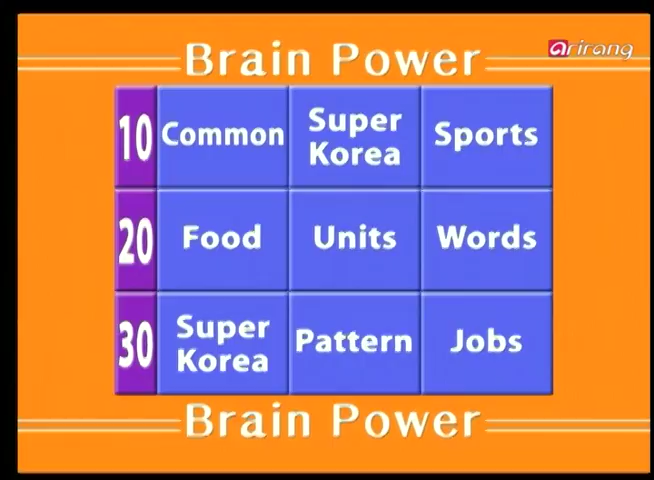 Brain Power
arirang
10 Common Super Korea Sports
20 Food Units Words
30 Super Korea Pattern Jobs
Brain Power